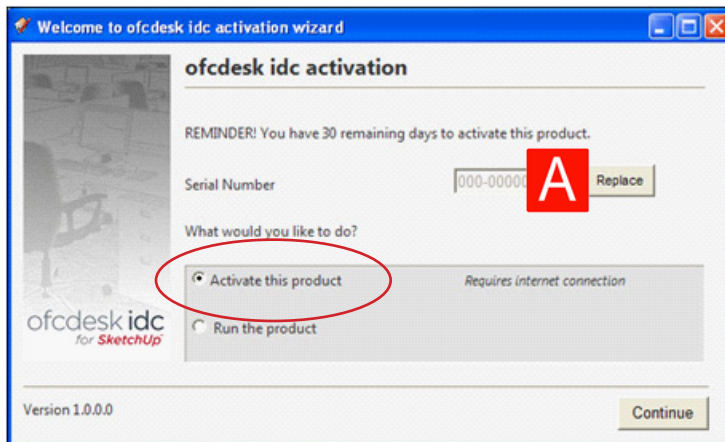 Welcome to ofcdesk idc activation wizard
ofcdesk idc activation
REMINDER! You have 30 remaining days to activate this product.
Serial Number
000-00000
A
Replace
What would you like to do?
Activate this product
Requires internet connection
Run the product
ofcdesk idc
for SketchUp
Version 1.0.0.0
Continue